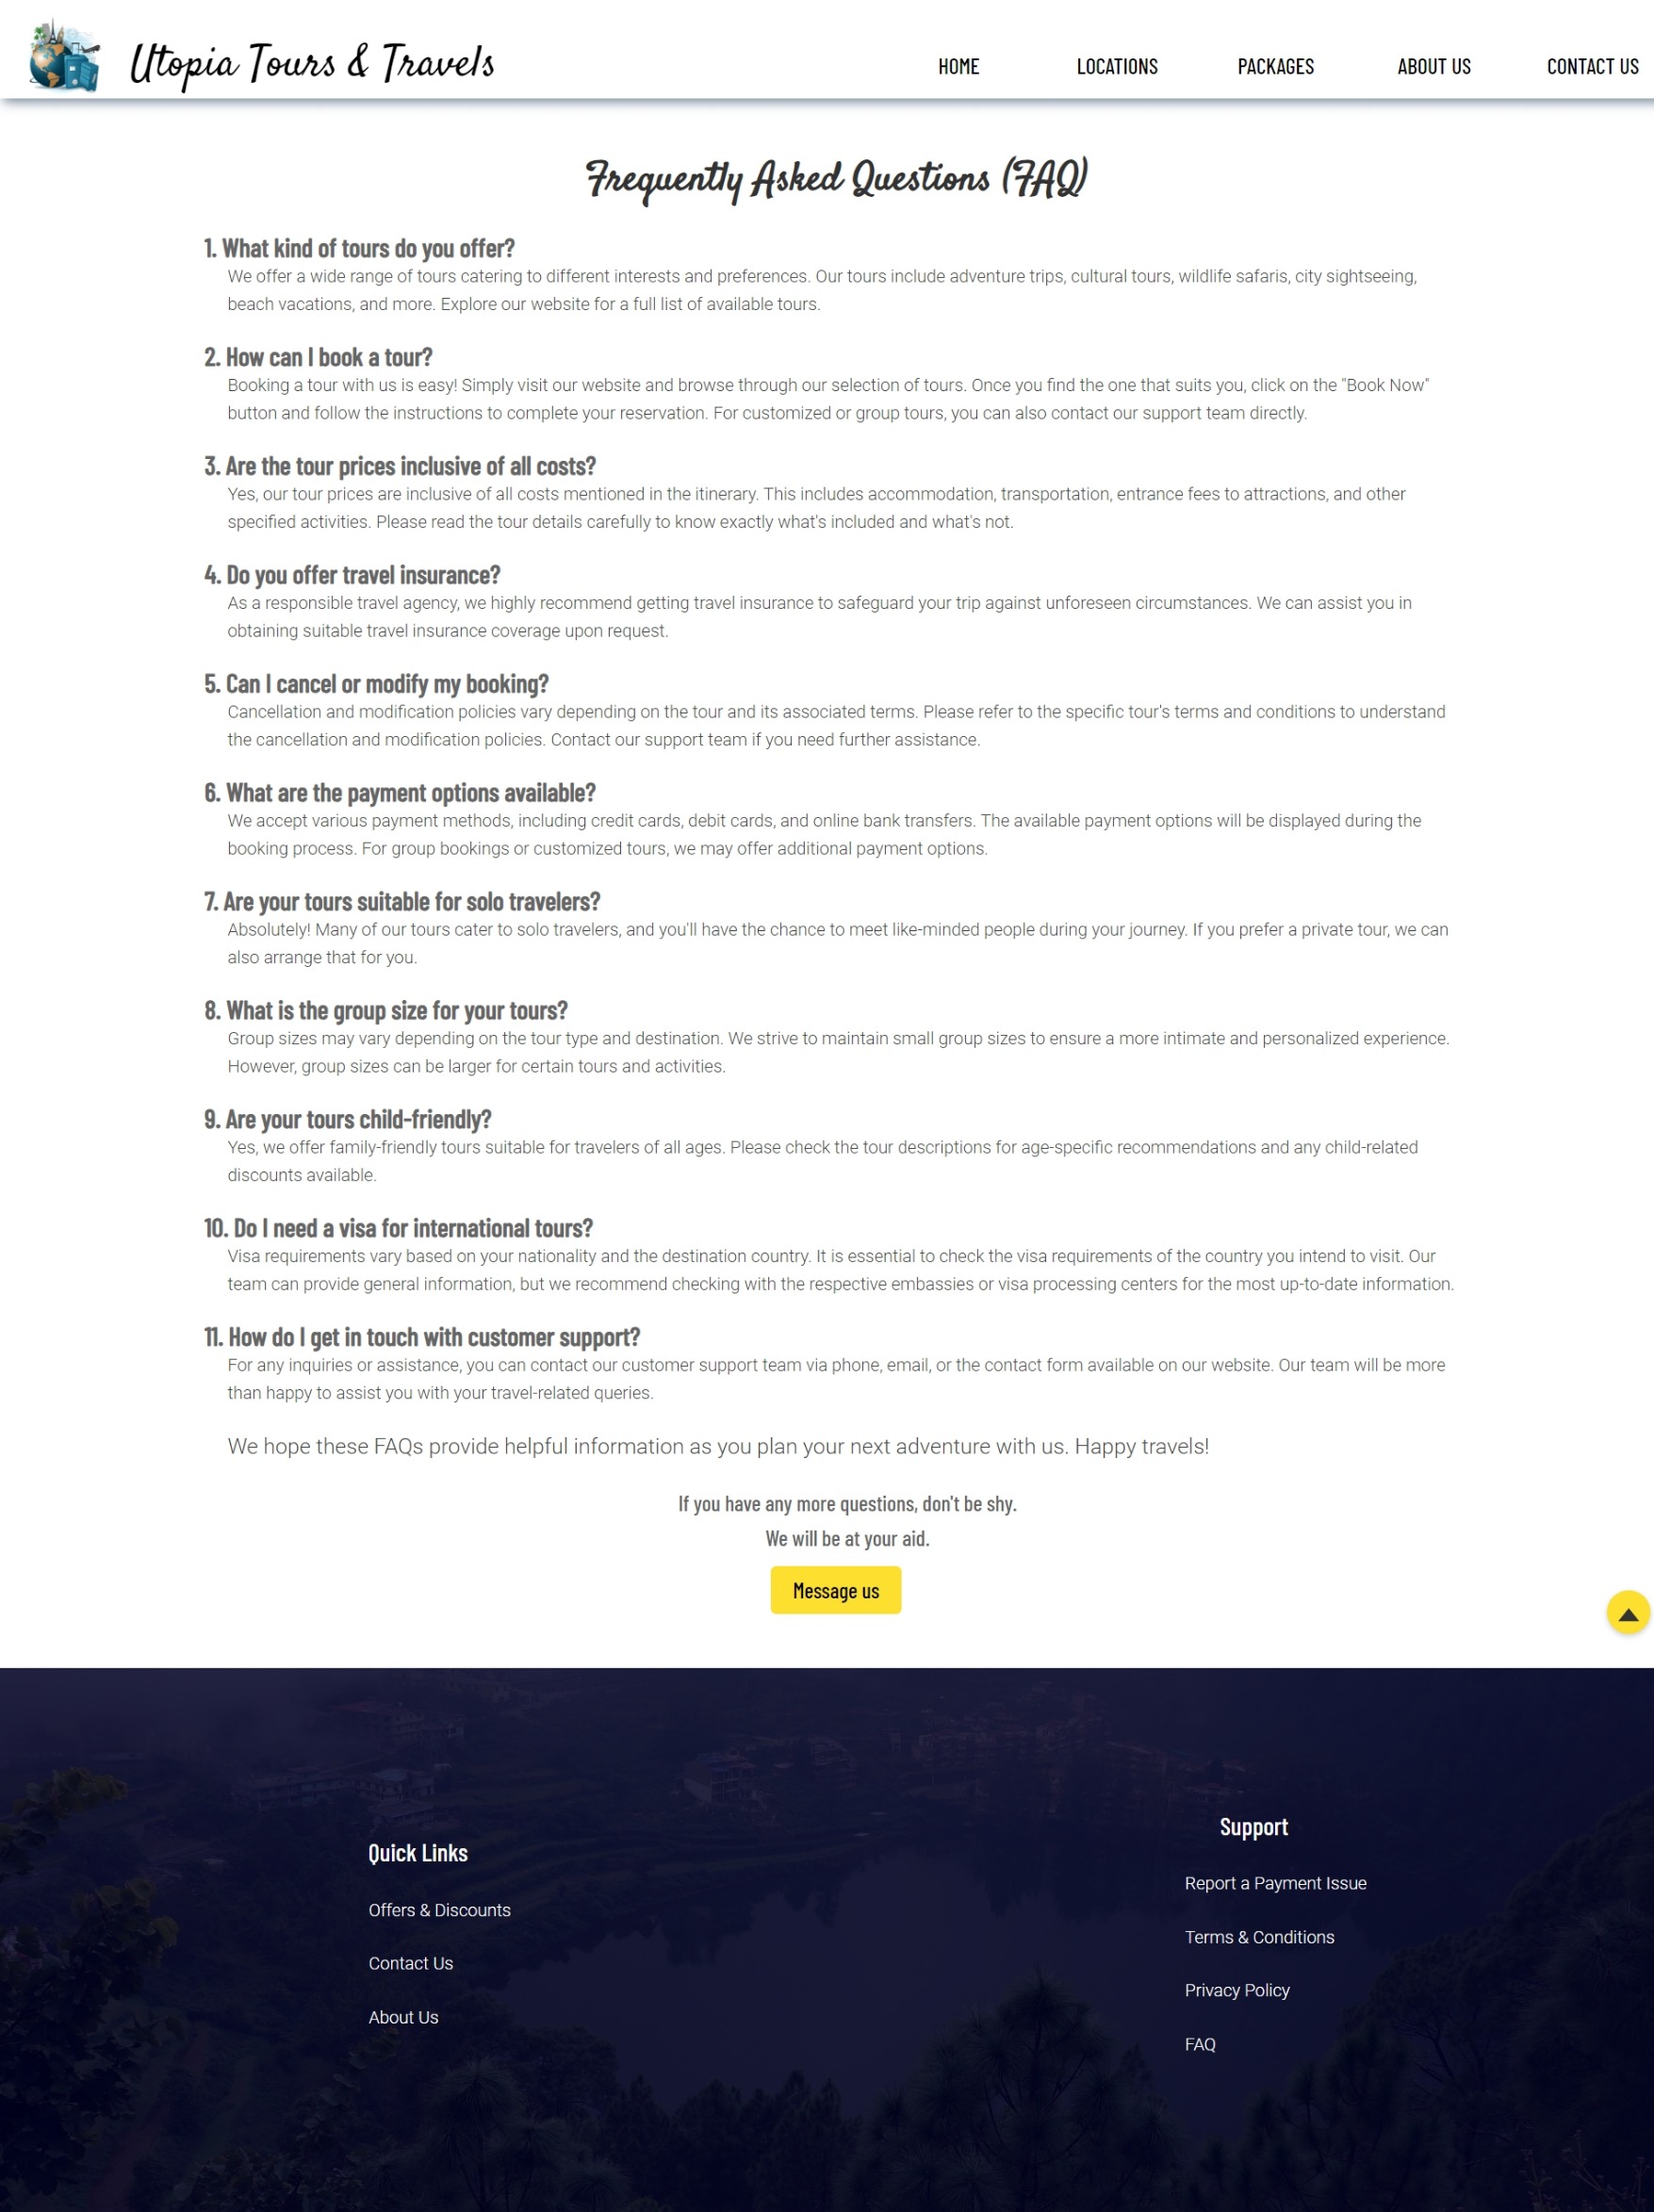 Utopia Tours & Travels
HOME
LOCATIONS
PACKAGES
ABOUT US
CONTACT US
Frequently Asked Questions (FAQ)
1. What kind of tours do you offer?
We offer a wide range of tours catering to different interests and preferences. Our tours include adventure trips, cultural tours, wildlife safaris, city sightseeing,
beach vacations, and more. Explore our website for a full list of available tours.
2. How can I book a tour?
Booking a tour with us is easy! Simply visit our website and browse through our selection of tours. Once you find the one that suits you, click on the "Book Now"
button and follow the instructions to complete your reservation. For customized or group tours, you can also contact our support team directly.
3. Are the tour prices inclusive of all costs?
Yes, our tour prices are inclusive of all costs mentioned in the itinerary. This includes accommodation, transportation, entrance fees to attractions, and other
specified activities. Please read the tour details carefully to know exactly what's included and what's not.
4. Do you offer travel insurance?
As a responsible travel agency, we highly recommend getting travel insurance to safeguard your trip against unforeseen circumstances. We can assist you in
obtaining suitable travel insurance coverage upon request.
5. Can I cancel or modify my booking?
Cancellation and modification policies vary depending on the tour and its associated terms. Please refer to the specific tour's terms and conditions to understand
the cancellation and modification policies. Contact our support team if you need further assistance.
6. What are the payment options available?
We accept various payment methods, including credit cards, debit cards, and online bank transfers. The available payment options will be displayed during the
booking process. For group bookings or customized tours, we may offer additional payment options.
7. Are your tours suitable for solo travelers?
Absolutely! Many of our tours cater to solo travelers, and you'll have the chance to meet like-minded people during your journey. If you prefer a private tour, we can
also arrange that for you.
8. What is the group size for your tours?
Group sizes may vary depending on the tour type and destination. We strive to maintain small group sizes to ensure a more intimate and personalized experience.
However, group sizes can be larger for certain tours and activities.
9. Are your tours child-friendly?
Yes, we offer family-friendly tours suitable for travelers of all ages. Please check the tour descriptions for age-specific recommendations and any child-related
discounts available.
10. Do I need a visa for international tours?
Visa requirements vary based on your nationality and the destination country. It is essential to check the visa requirements of the country you intend to visit. Our
team can provide general information, but we recommend checking with the respective embassies or visa processing centers for the most up-to-date information.
11. How do I get in touch with customer support?
For any inquiries or assistance, you can contact our customer support team via phone, email, or the contact form available on our website. Our team will be more
than happy to assist you with your travel-related queries.
We hope these FAQs provide helpful information as you plan your next adventure with us. Happy travels!
If you have any more questions, don't be shy.
We will be at your aid.
Message us
Quick Links
Offers & Discounts
Contact Us
About Us
Support
Report a Payment Issue
Terms & Conditions
Privacy Policy
FAQ